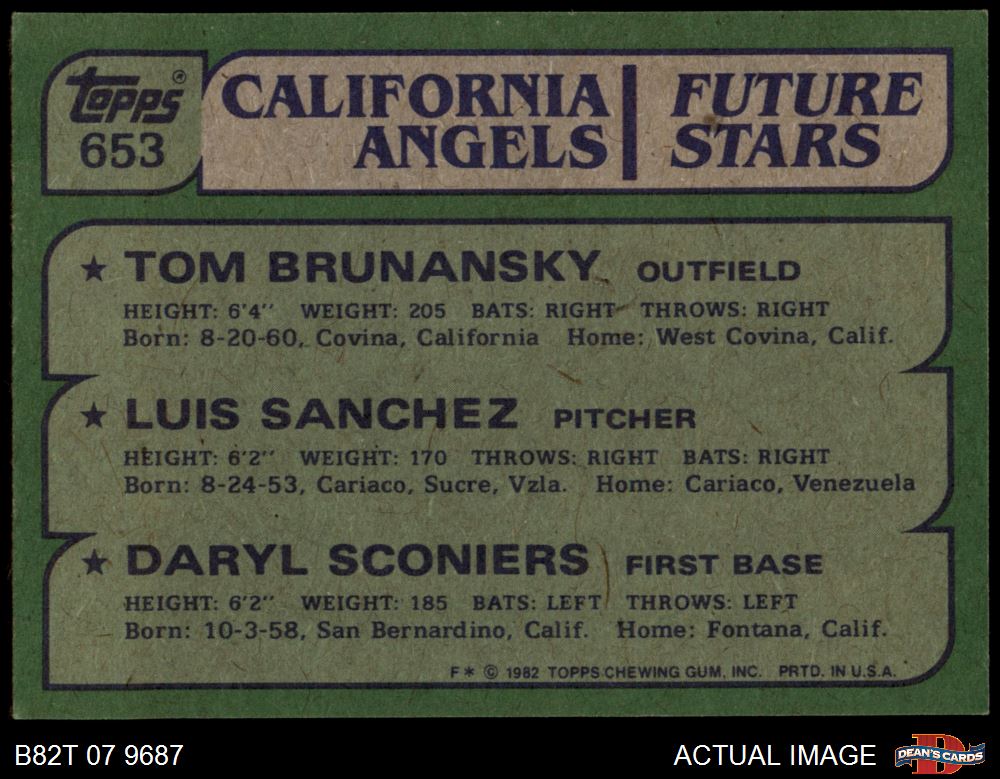 topps ®
653
CALIFORNIA ANGELS | FUTURE STARS
★ TOM BRUNANSKY OUTFIELD
HEIGHT: 6'4" WEIGHT: 205 BATS: RIGHT THROWS: RIGHT
Born: 8-20-60, Covina, California Home: West Covina, Calif.
★ LUIS SANCHEZ PITCHER
HEIGHT: 6'2" WEIGHT: 170 THROWS: RIGHT BATS: RIGHT
Born: 8-24-53, Cariaco, Sucre, Vzla. Home: Cariaco, Venezuela
★ DARYL SCONIERS FIRST BASE
HEIGHT: 6'2" WEIGHT: 185 BATS: LEFT THROWS: LEFT
Born: 10-3-58, San Bernardino, Calif. Home: Fontana, Calif.
F* © 1982 TOPPS CHEWING GUM, INC. PRTD. IN U.S.A.
B82T 07 9687 ACTUAL IMAGE DEAN'S CARDS